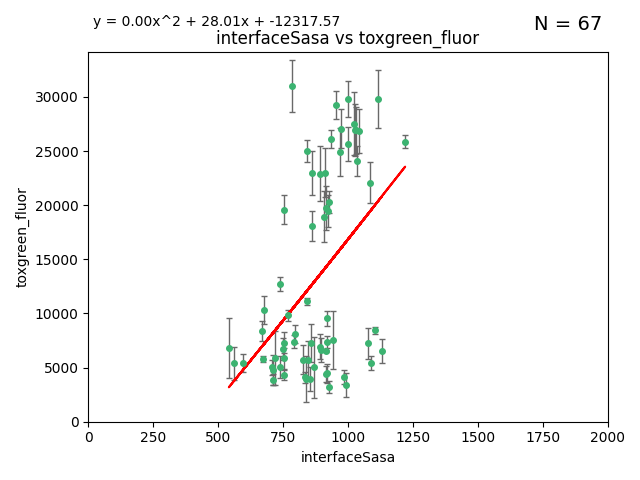 y = 0.00x^2 + 28.01x + -12317.57
N = 67
interfaceSasa vs toxgreen_fluor
30000
25000
20000
15000
10000
5000
0
toxgreen_fluor
0 250 500 750 1000 1250 1500 1750 2000
interfaceSasa